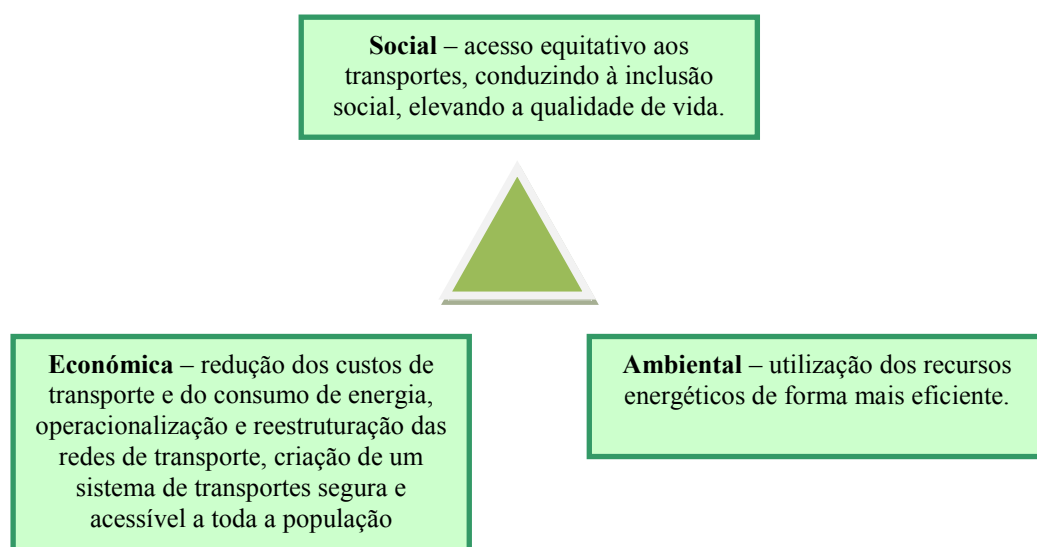 Social – acesso equitativo aos
transportes, conduzindo à inclusão
social, elevando a qualidade de vida.
Económica – redução dos custos de
transporte e do consumo de energia,
operacionalização e reestruturação das
redes de transporte, criação de um
sistema de transportes segura e
acessível a toda a população
Ambiental – utilização dos recursos
energéticos de forma mais eficiente.